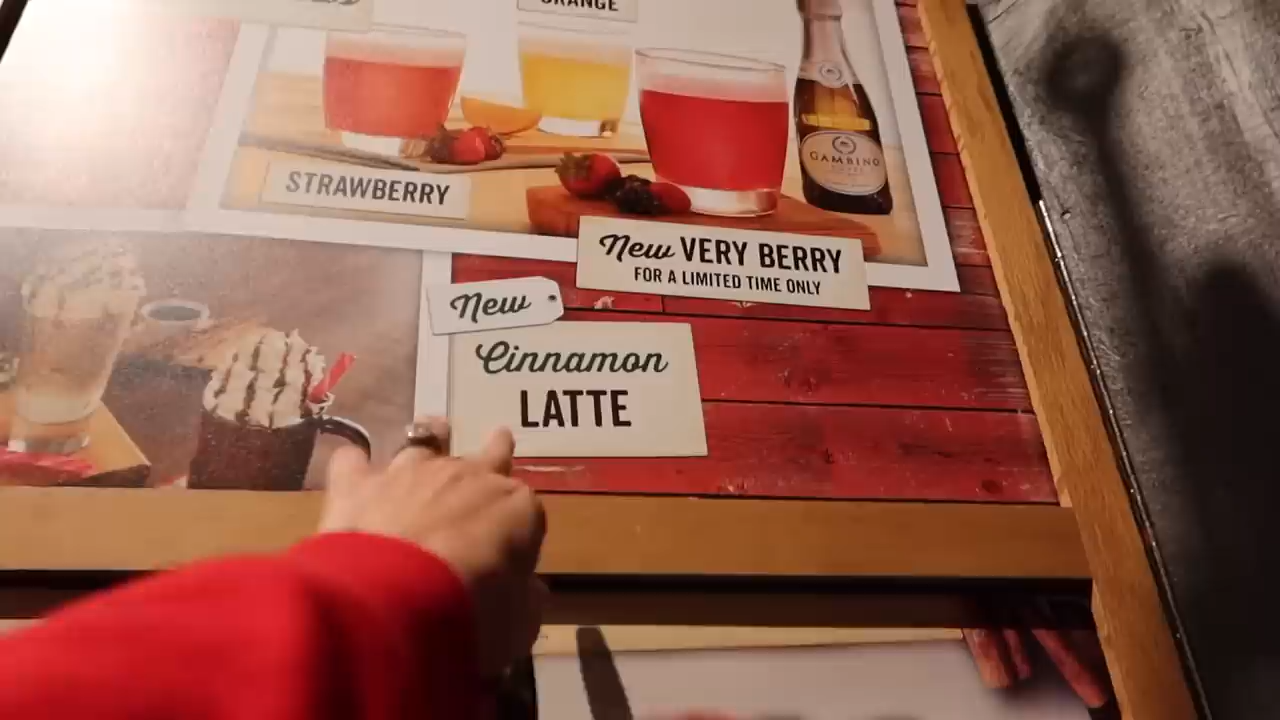 ORANGE
GAMBINO
STRAWBERRY
New VERY BERRY
FOR A LIMITED TIME ONLY
New
Cinnamon
LATTE